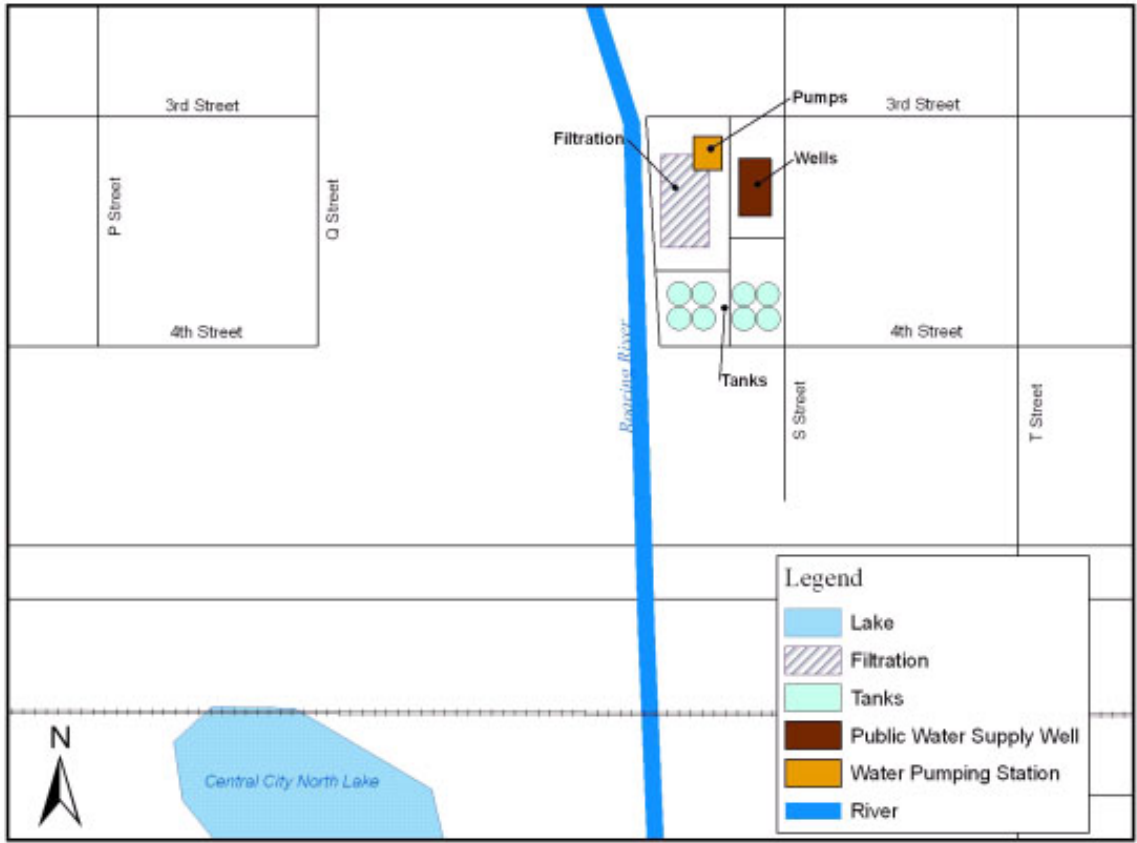 3rd Street
Pumps
3rd Street
Filtration
Wells
P Street
Q Street
4th Street
Roaring River
4th Street
Tanks
S Street
T Street
Legend
Lake
Filtration
Tanks
Public Water Supply Well
Water Pumping Station
River
N
Central City North Lake